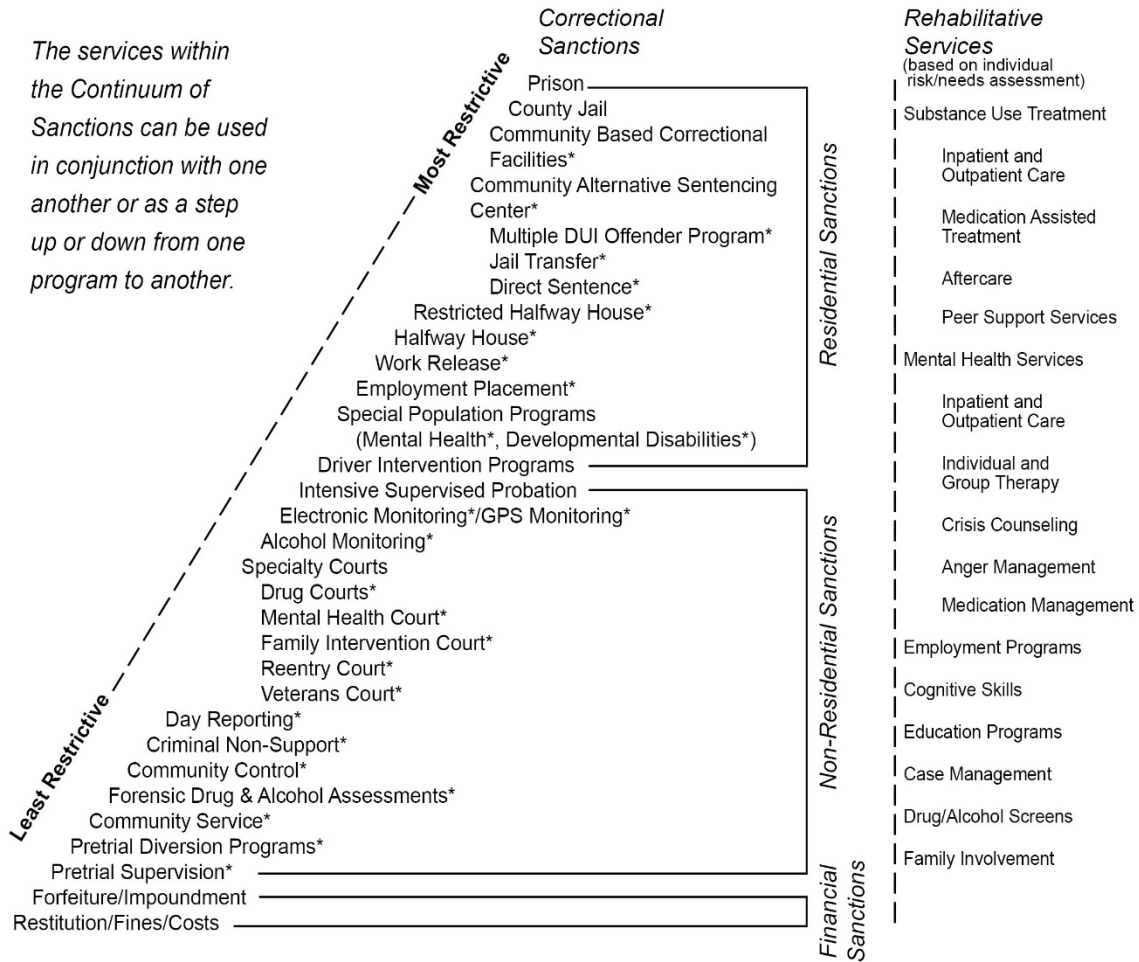 The services within
the Continuum of
Sanctions can be used
in conjunction with one
another or as a step
up or down from one
program to another.
Least Restrictive
Most Restrictive
Correctional
Sanctions
Prison
County Jail
Community Based Correctional
Facilities*
Community Alternative Sentencing
Center*
Multiple DUI Offender Program*
Jail Transfer*
Direct Sentence*
Restricted Halfway House*
Halfway House*
Work Release*
Employment Placement*
Special Population Programs
(Mental Health*, Developmental Disabilities*)
Driver Intervention Programs
Intensive Supervised Probation
Electronic Monitoring*/GPS Monitoring*
Alcohol Monitoring*
Specialty Courts
Drug Courts*
Mental Health Court*
Family Intervention Court*
Reentry Court*
Veterans Court*
Day Reporting*
Criminal Non-Support*
Community Control*
Forensic Drug & Alcohol Assessments*
Community Service*
Pretrial Diversion Programs*
Pretrial Supervision*
Forfeiture/Impoundment
Restitution/Fines/Costs
Residential Sanctions
Non-Residential Sanctions
Financial
Sanctions
Rehabilitative
Services
(based on individual
risk/needs assessment)
Substance Use Treatment
Inpatient and
Outpatient Care
Medication Assisted
Treatment
Aftercare
Peer Support Services
Mental Health Services
Inpatient and
Outpatient Care
Individual and
Group Therapy
Crisis Counseling
Anger Management
Medication Management
Employment Programs
Cognitive Skills
Education Programs
Case Management
Drug/Alcohol Screens
Family Involvement